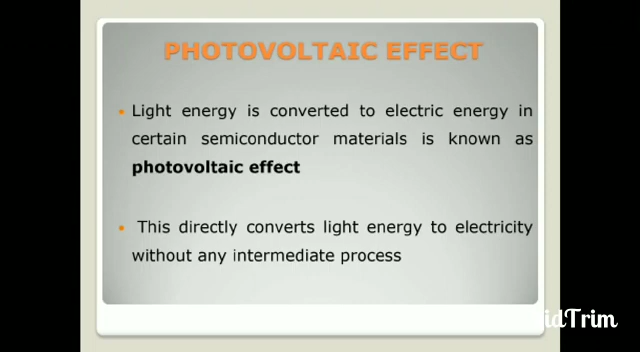 PHOTOVOLTAIC EFFECT
• Light energy is converted to electric energy in
certain semiconductor materials is known as
photovoltaic effect
• This directly converts light energy to electricity
without any intermediate process
idTrim